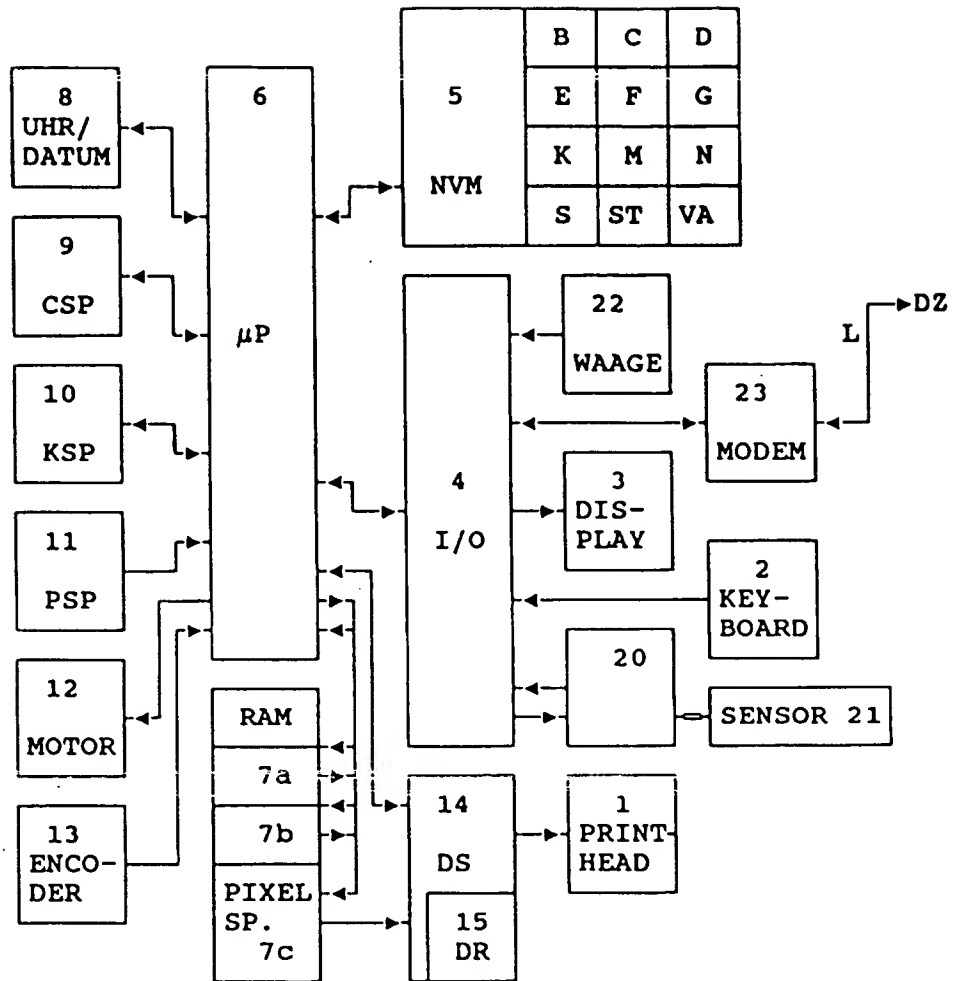 B C D
E F G
K M N
S ST VA
5
NVM
6
µP
8
UHR/
DATUM
9
CSP
10
KSP
11
PSP
12
MOTOR
13
ENCO-
DER
RAM
7a
7b
PIXEL
SP.
7c
4
I/O
22
WAAGE
L
DZ
23
MODEM
3
DIS-
PLAY
2
KEY-
BOARD
20
SENSOR 21
14
DS
15
DR
1
PRINT-
HEAD